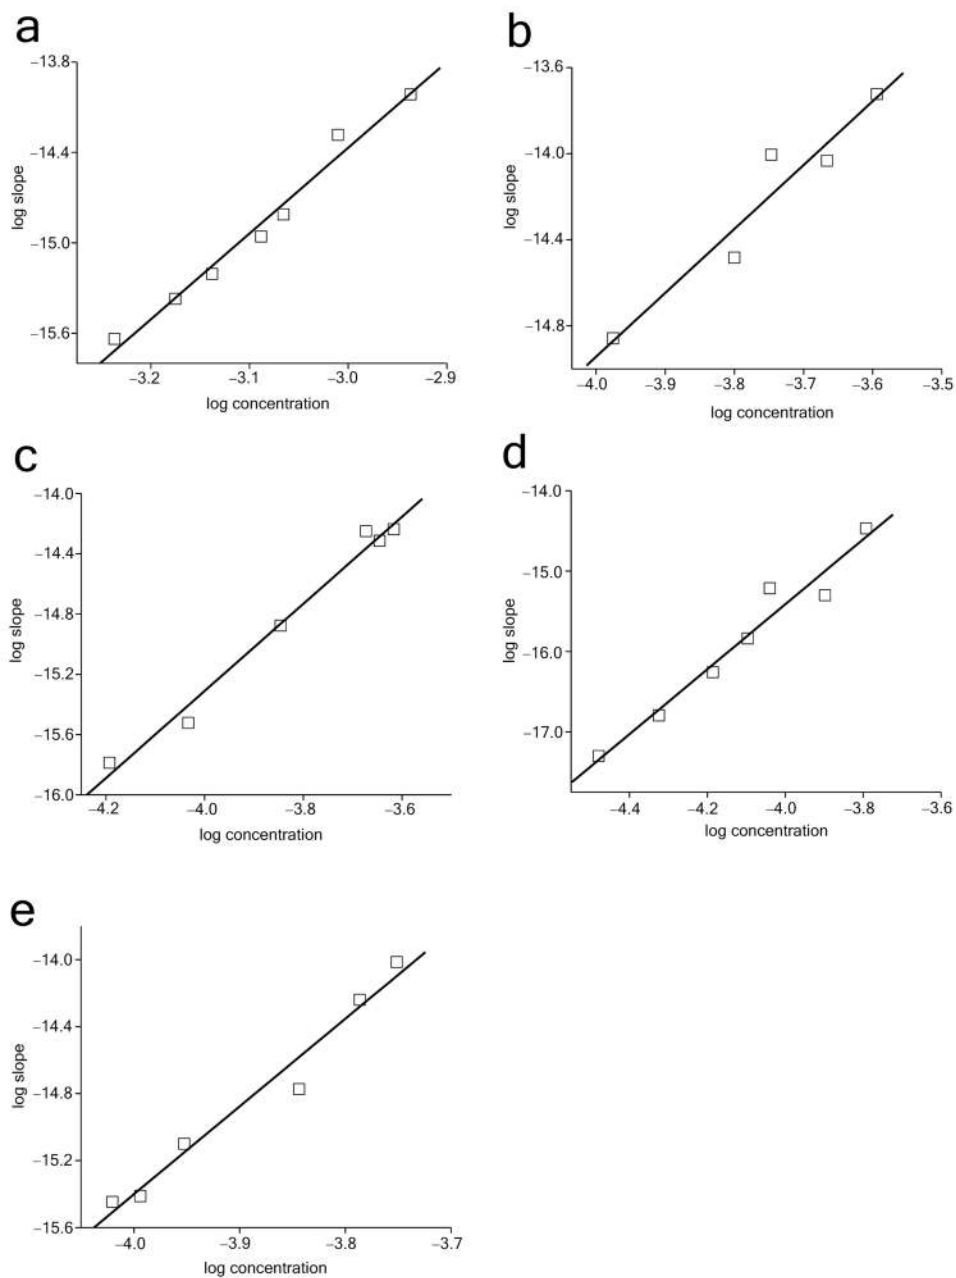 a
−13.8
−14.4
−15.0
−15.6
log slope
−3.2 −3.1 −3.0 −2.9
log concentration
b
−13.6
−14.0
−14.4
−14.8
log slope
−4.0 −3.9 −3.8 −3.7 −3.6 −3.5
log concentration
c
−14.0
−14.4
−14.8
−15.2
−15.6
−16.0
log slope
−4.2 −4.0 −3.8 −3.6
log concentration
d
−14.0
−15.0
−16.0
−17.0
log slope
−4.4 −4.2 −4.0 −3.8 −3.6
log concentration
e
−14.0
−14.4
−14.8
−15.2
−15.6
log slope
−4.0 −3.9 −3.8 −3.7
log concentration